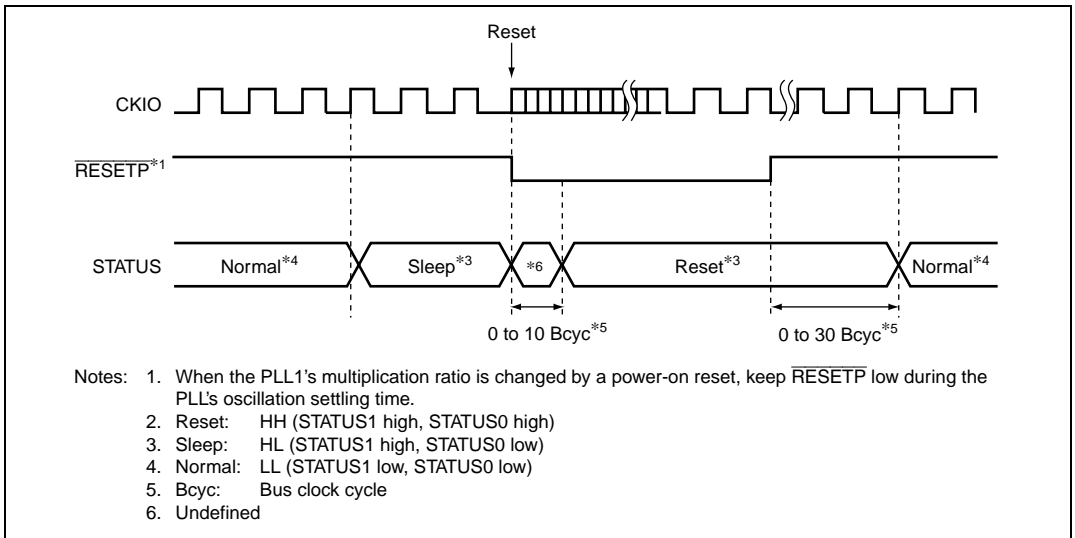 Reset
CKIO
RESETP*1
STATUS Normal*4 Sleep*3 *6 Reset*3 Normal*4
0 to 10 Bcyc*5 0 to 30 Bcyc*5
Notes: 1. When the PLL1's multiplication ratio is changed by a power-on reset, keep RESETP low during the
PLL's oscillation settling time.
2. Reset: HH (STATUS1 high, STATUS0 high)
3. Sleep: HL (STATUS1 high, STATUS0 low)
4. Normal: LL (STATUS1 low, STATUS0 low)
5. Bcyc: Bus clock cycle
6. Undefined